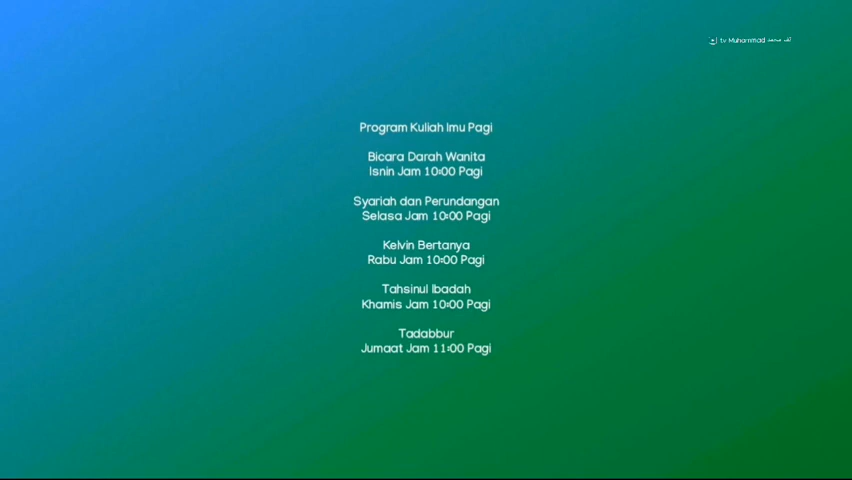 tv Muhammad
Program Kuliah Imu Pagi
Bicara Darah Wanita
Isnin Jam 10:00 Pagi
Syariah dan Perundangan
Selasa Jam 10:00 Pagi
Kelvin Bertanya
Rabu Jam 10:00 Pagi
Tahsinul Ibadah
Khamis Jam 10:00 Pagi
Tadabbur
Jumaat Jam 11:00 Pagi